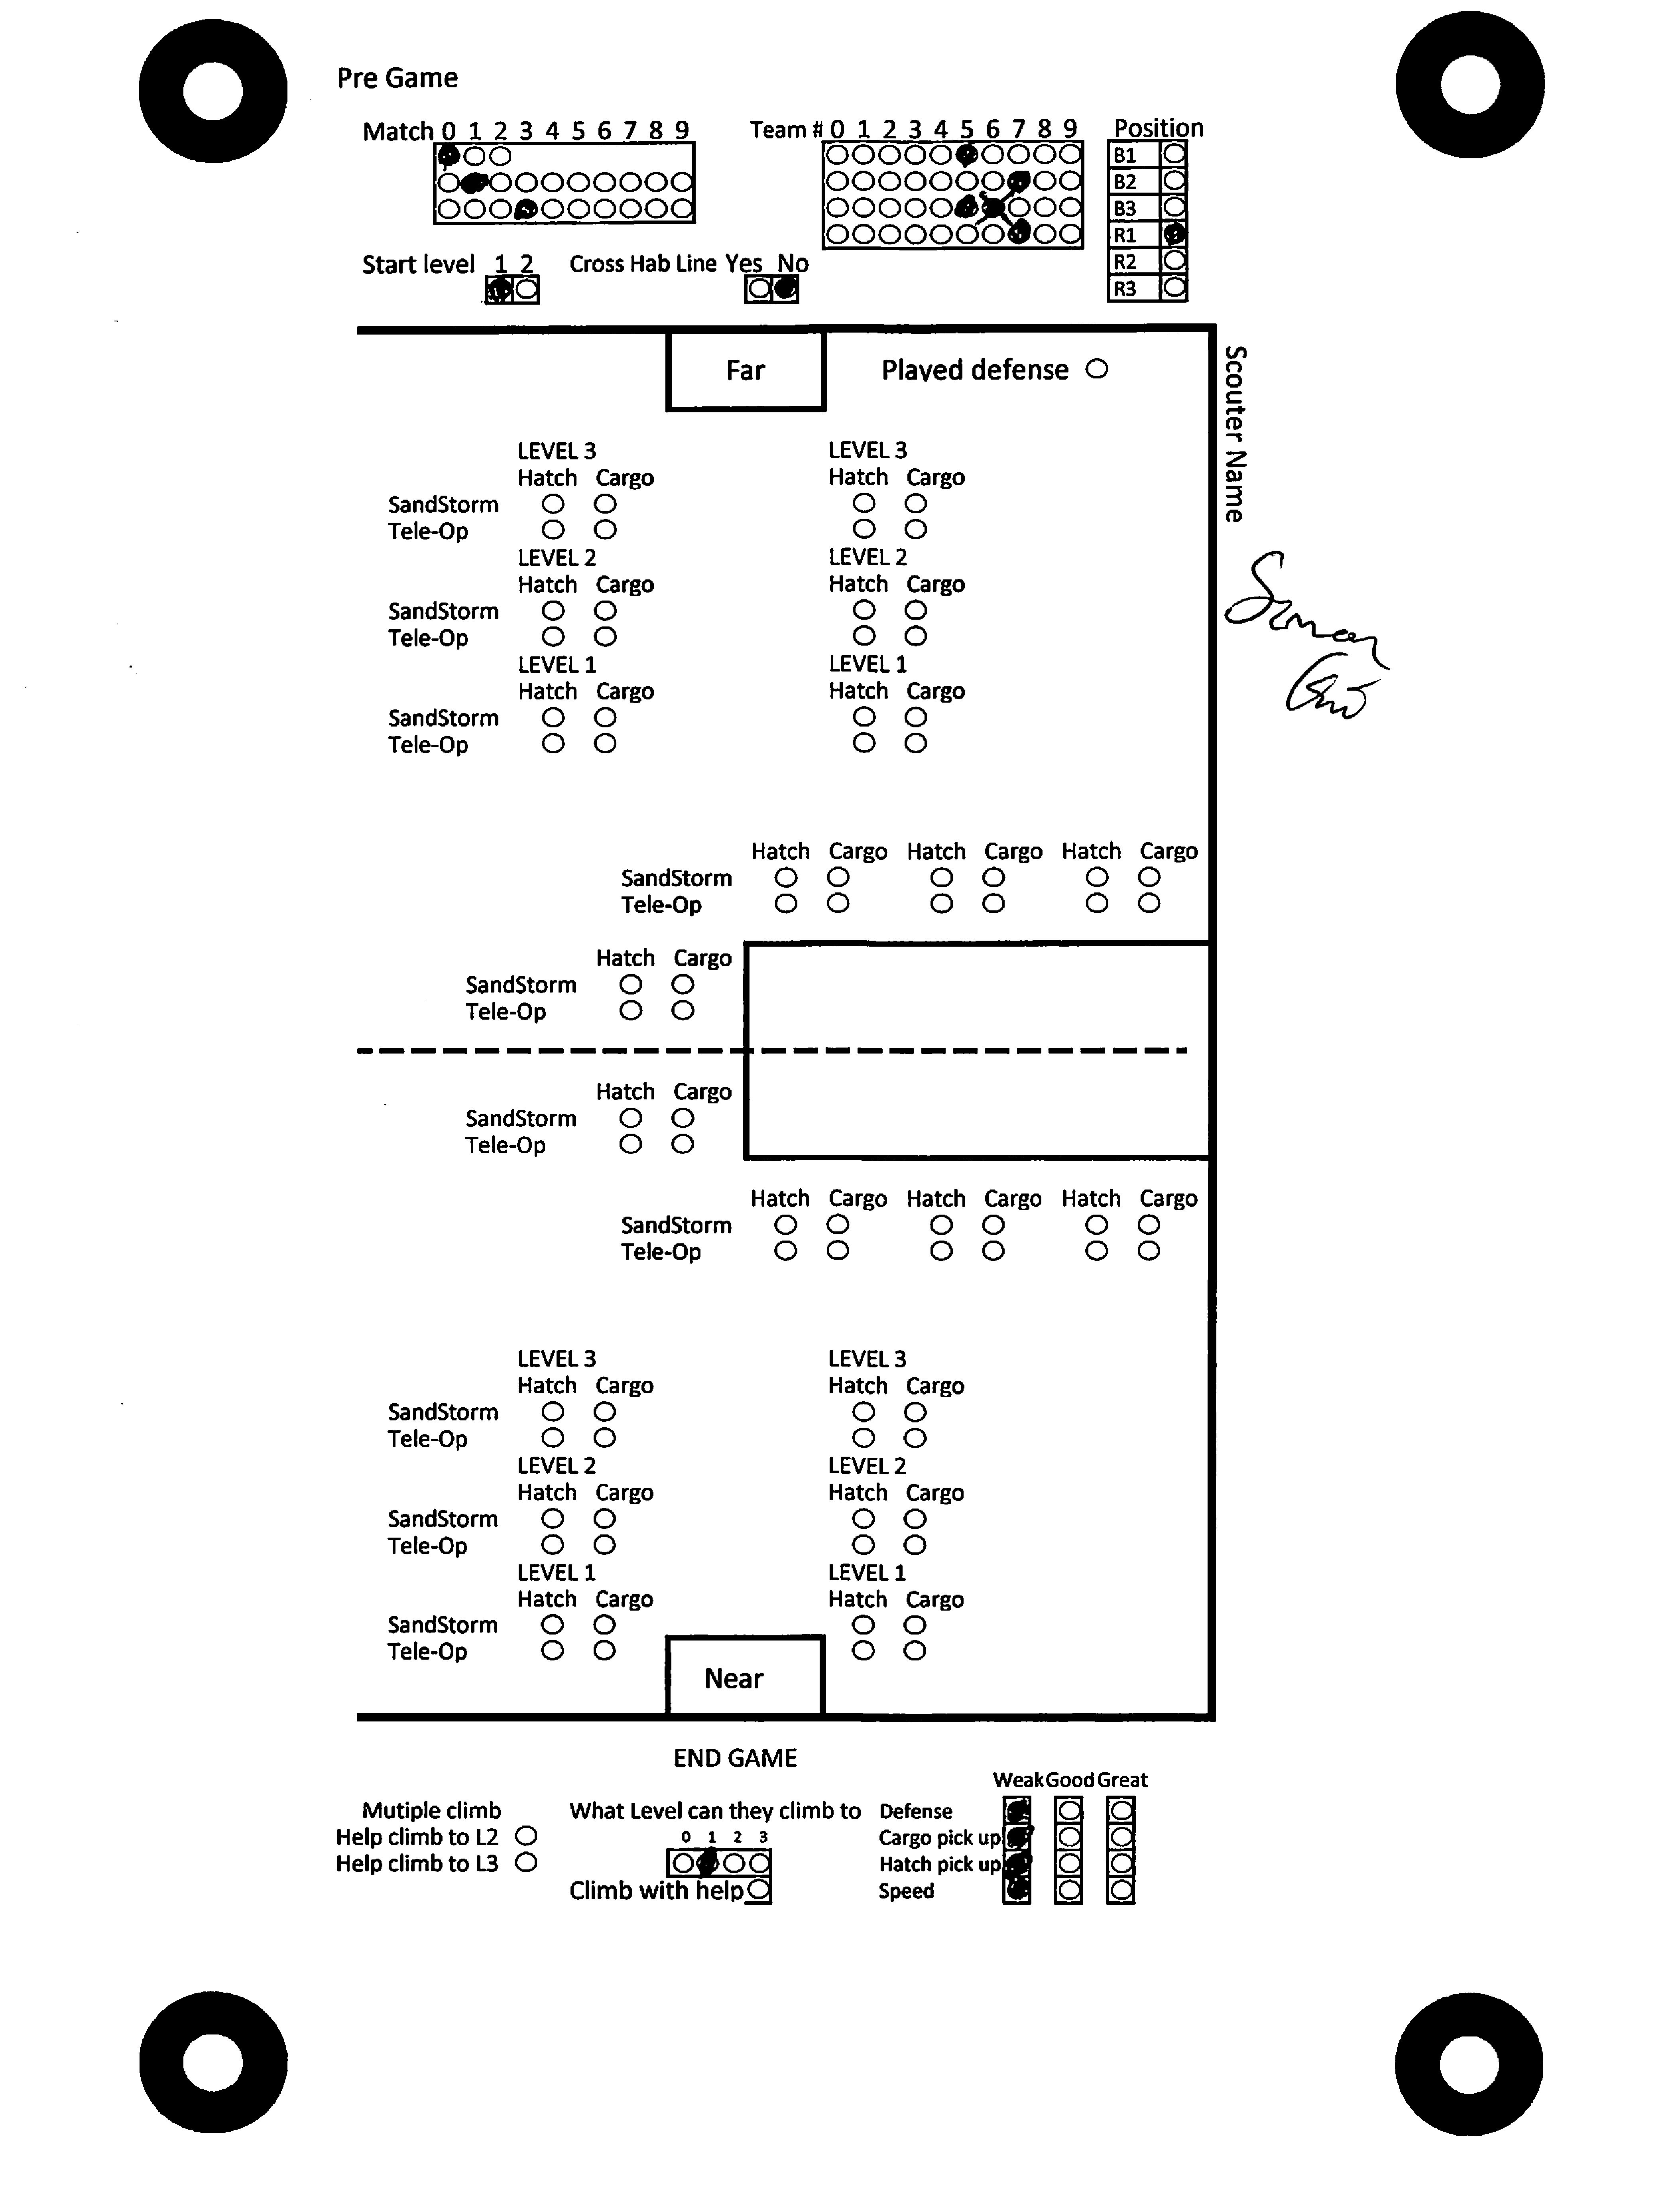 Pre Game
Match 0 1 2 3 4 5 6 7 8 9
Team # 0 1 2 3 4 5 6 7 8 9
Position
B1
B2
B3
R1
R2
R3
Start level 1 2
Cross Hab Line Yes No
Far
Played defense
Scouter Name
LEVEL 3 LEVEL 3
Hatch Cargo Hatch Cargo
SandStorm
Tele-Op
LEVEL 2 LEVEL 2
Hatch Cargo Hatch Cargo
SandStorm
Tele-Op
LEVEL 1 LEVEL 1
Hatch Cargo Hatch Cargo
SandStorm
Tele-Op
Hatch Cargo Hatch Cargo Hatch Cargo
SandStorm
Tele-Op
Hatch Cargo
SandStorm
Tele-Op
Hatch Cargo
SandStorm
Tele-Op
Hatch Cargo Hatch Cargo Hatch Cargo
SandStorm
Tele-Op
LEVEL 3 LEVEL 3
Hatch Cargo Hatch Cargo
SandStorm
Tele-Op
LEVEL 2 LEVEL 2
Hatch Cargo Hatch Cargo
SandStorm
Tele-Op
LEVEL 1 LEVEL 1
Hatch Cargo Hatch Cargo
SandStorm
Tele-Op
Near
END GAME
Mutiple climb
Help climb to L2
Help climb to L3
What Level can they climb to
0 1 2 3
Climb with help
Weak Good Great
Defense
Cargo pick up
Hatch pick up
Speed